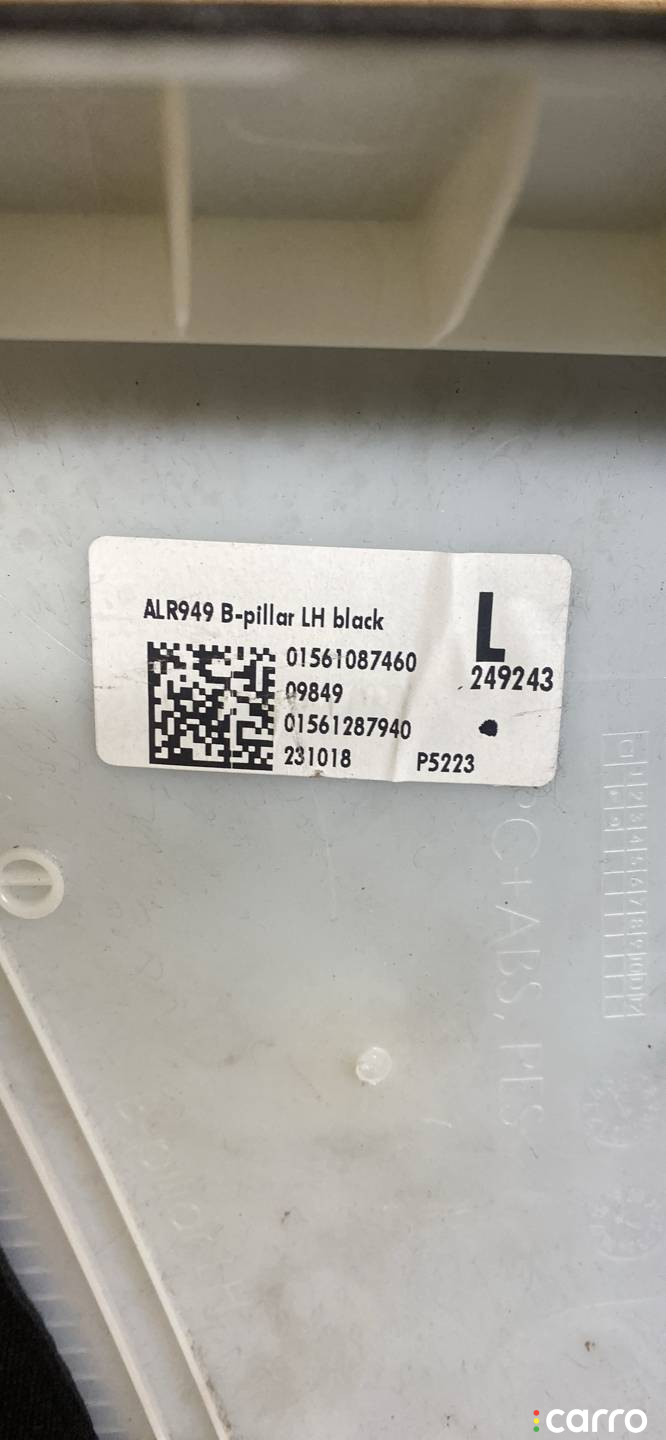 ALR949 B-pillar LH black
L
01561087460
249243
09849
01561287940
231018
P5223
PC+ABS, PES
carro